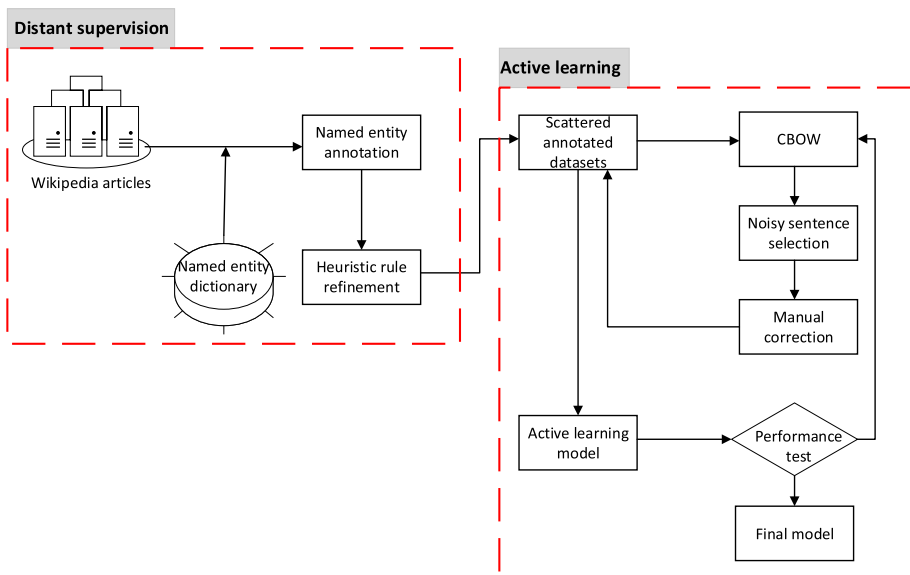 Distant supervision
Wikipedia articles
Named entity
dictionary
Named entity
annotation
Heuristic rule
refinement
Active learning
Scattered
annotated
datasets
CBOW
Noisy sentence
selection
Manual
correction
Active learning
model
Performance
test
Final model